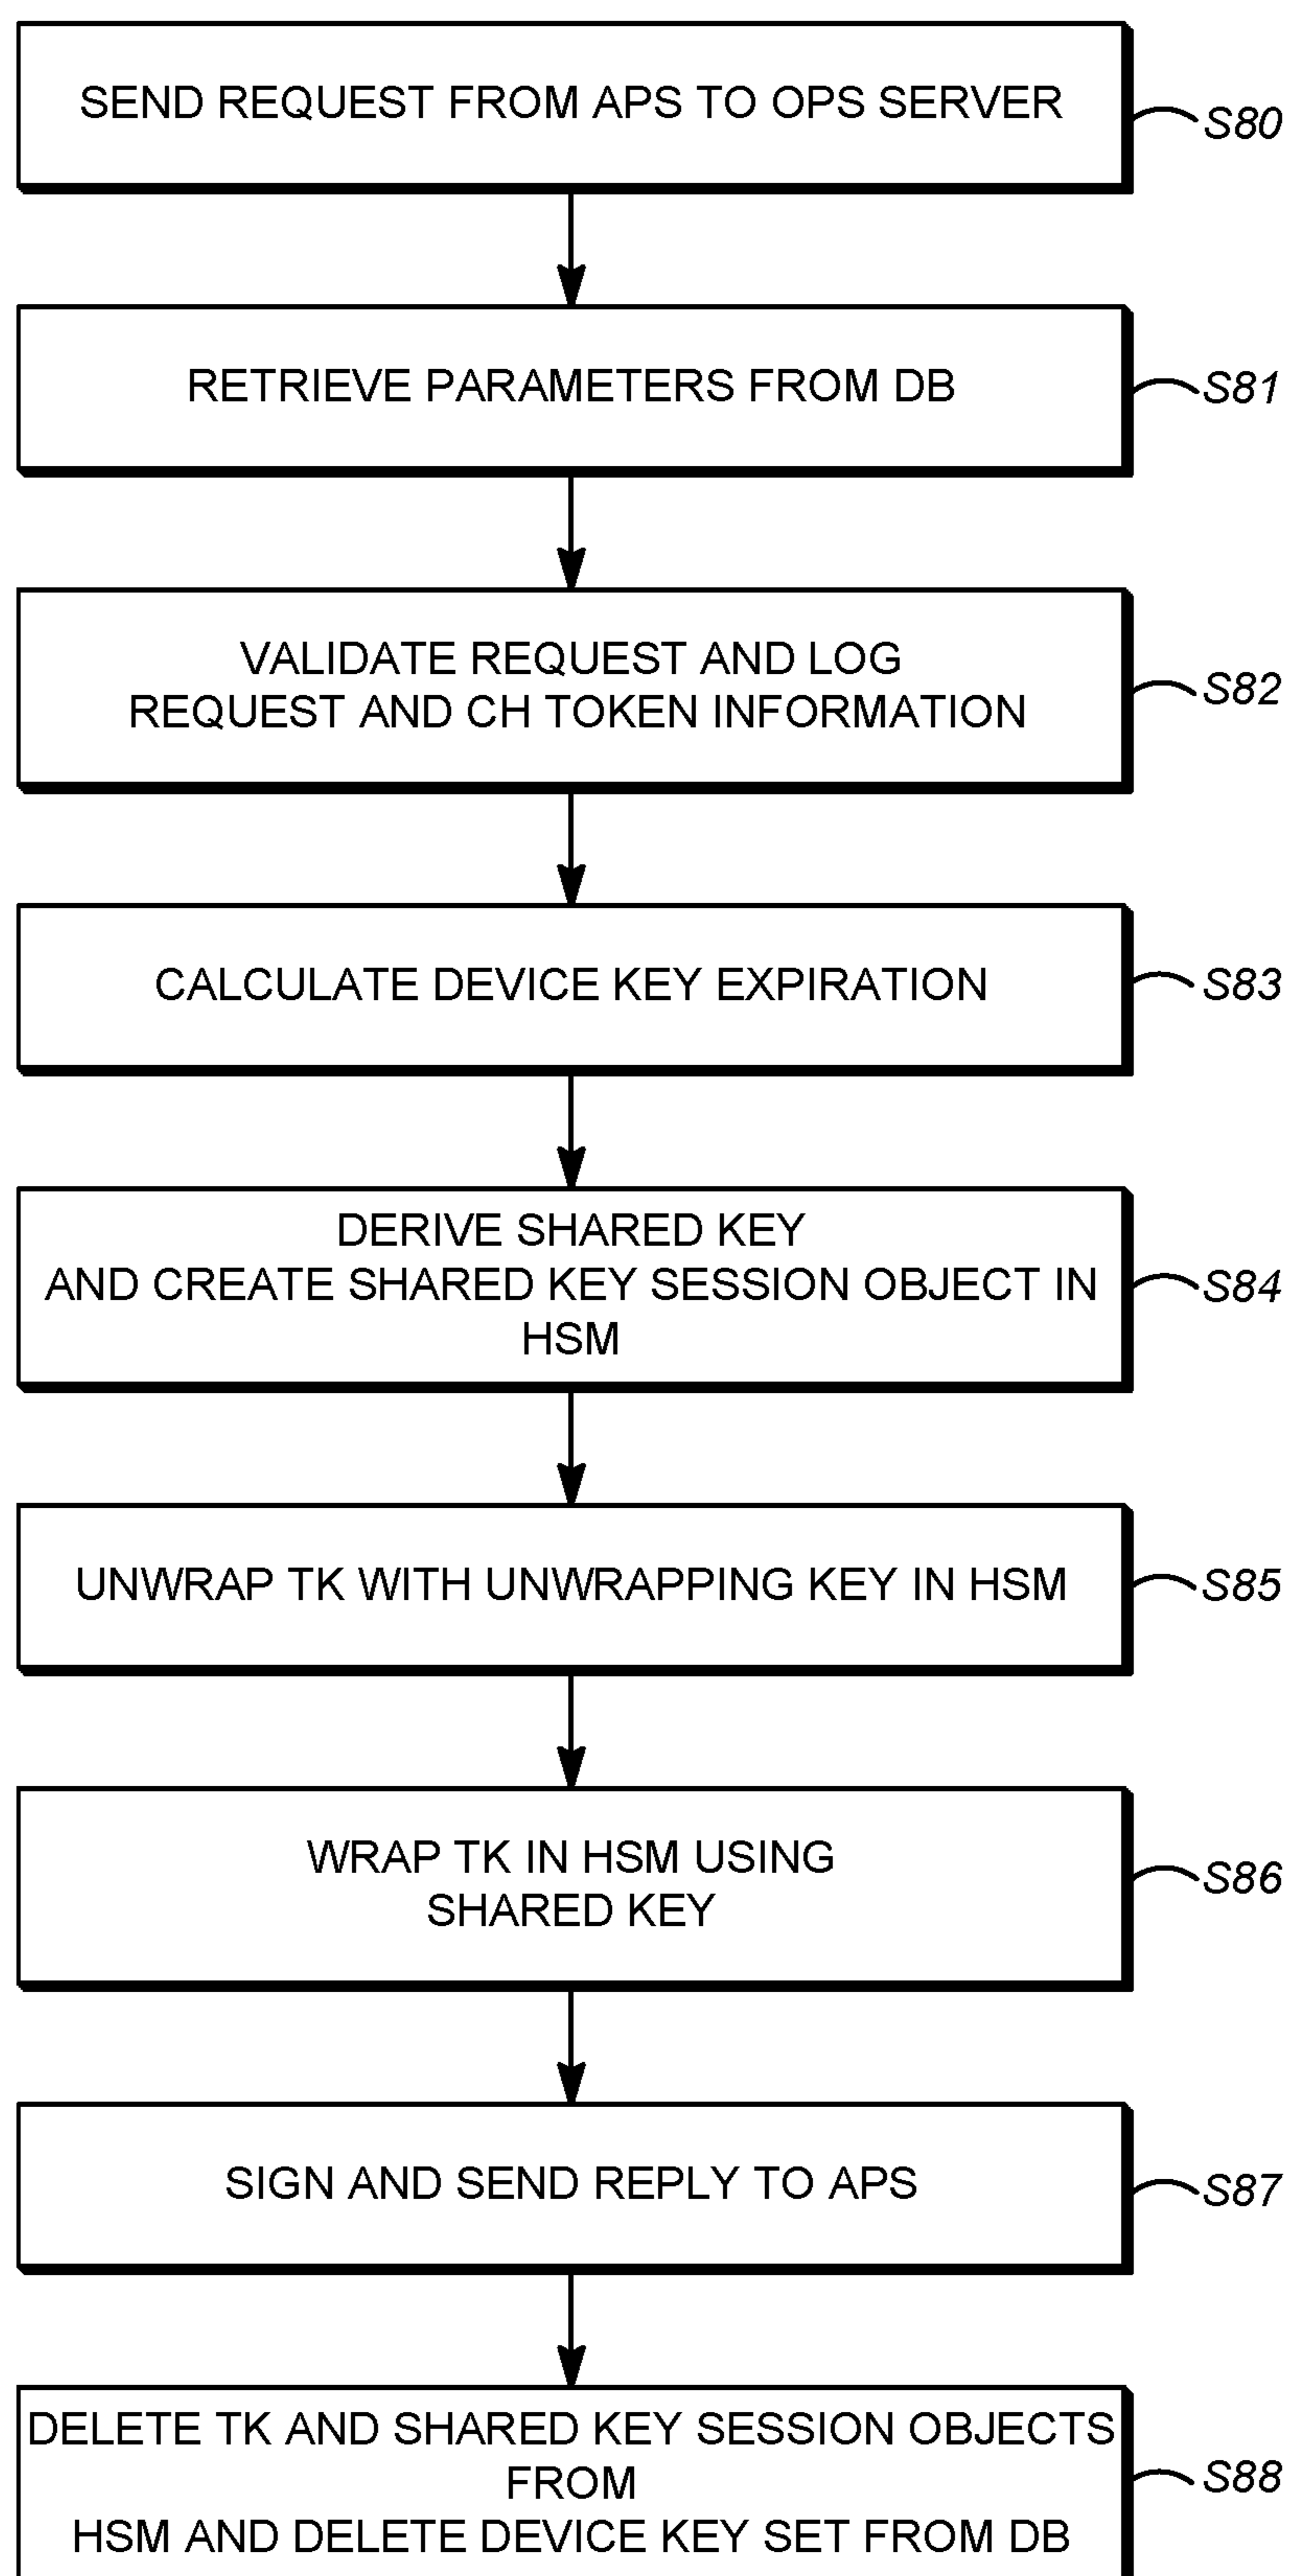 SEND REQUEST FROM APS TO OPS SERVER
S80
RETRIEVE PARAMETERS FROM DB
S81
VALIDATE REQUEST AND LOG
REQUEST AND CH TOKEN INFORMATION
S82
CALCULATE DEVICE KEY EXPIRATION
S83
DERIVE SHARED KEY
AND CREATE SHARED KEY SESSION OBJECT IN
HSM
S84
UNWRAP TK WITH UNWRAPPING KEY IN HSM
S85
WRAP TK IN HSM USING
SHARED KEY
S86
SIGN AND SEND REPLY TO APS
S87
DELETE TK AND SHARED KEY SESSION OBJECTS
FROM
HSM AND DELETE DEVICE KEY SET FROM DB
S88